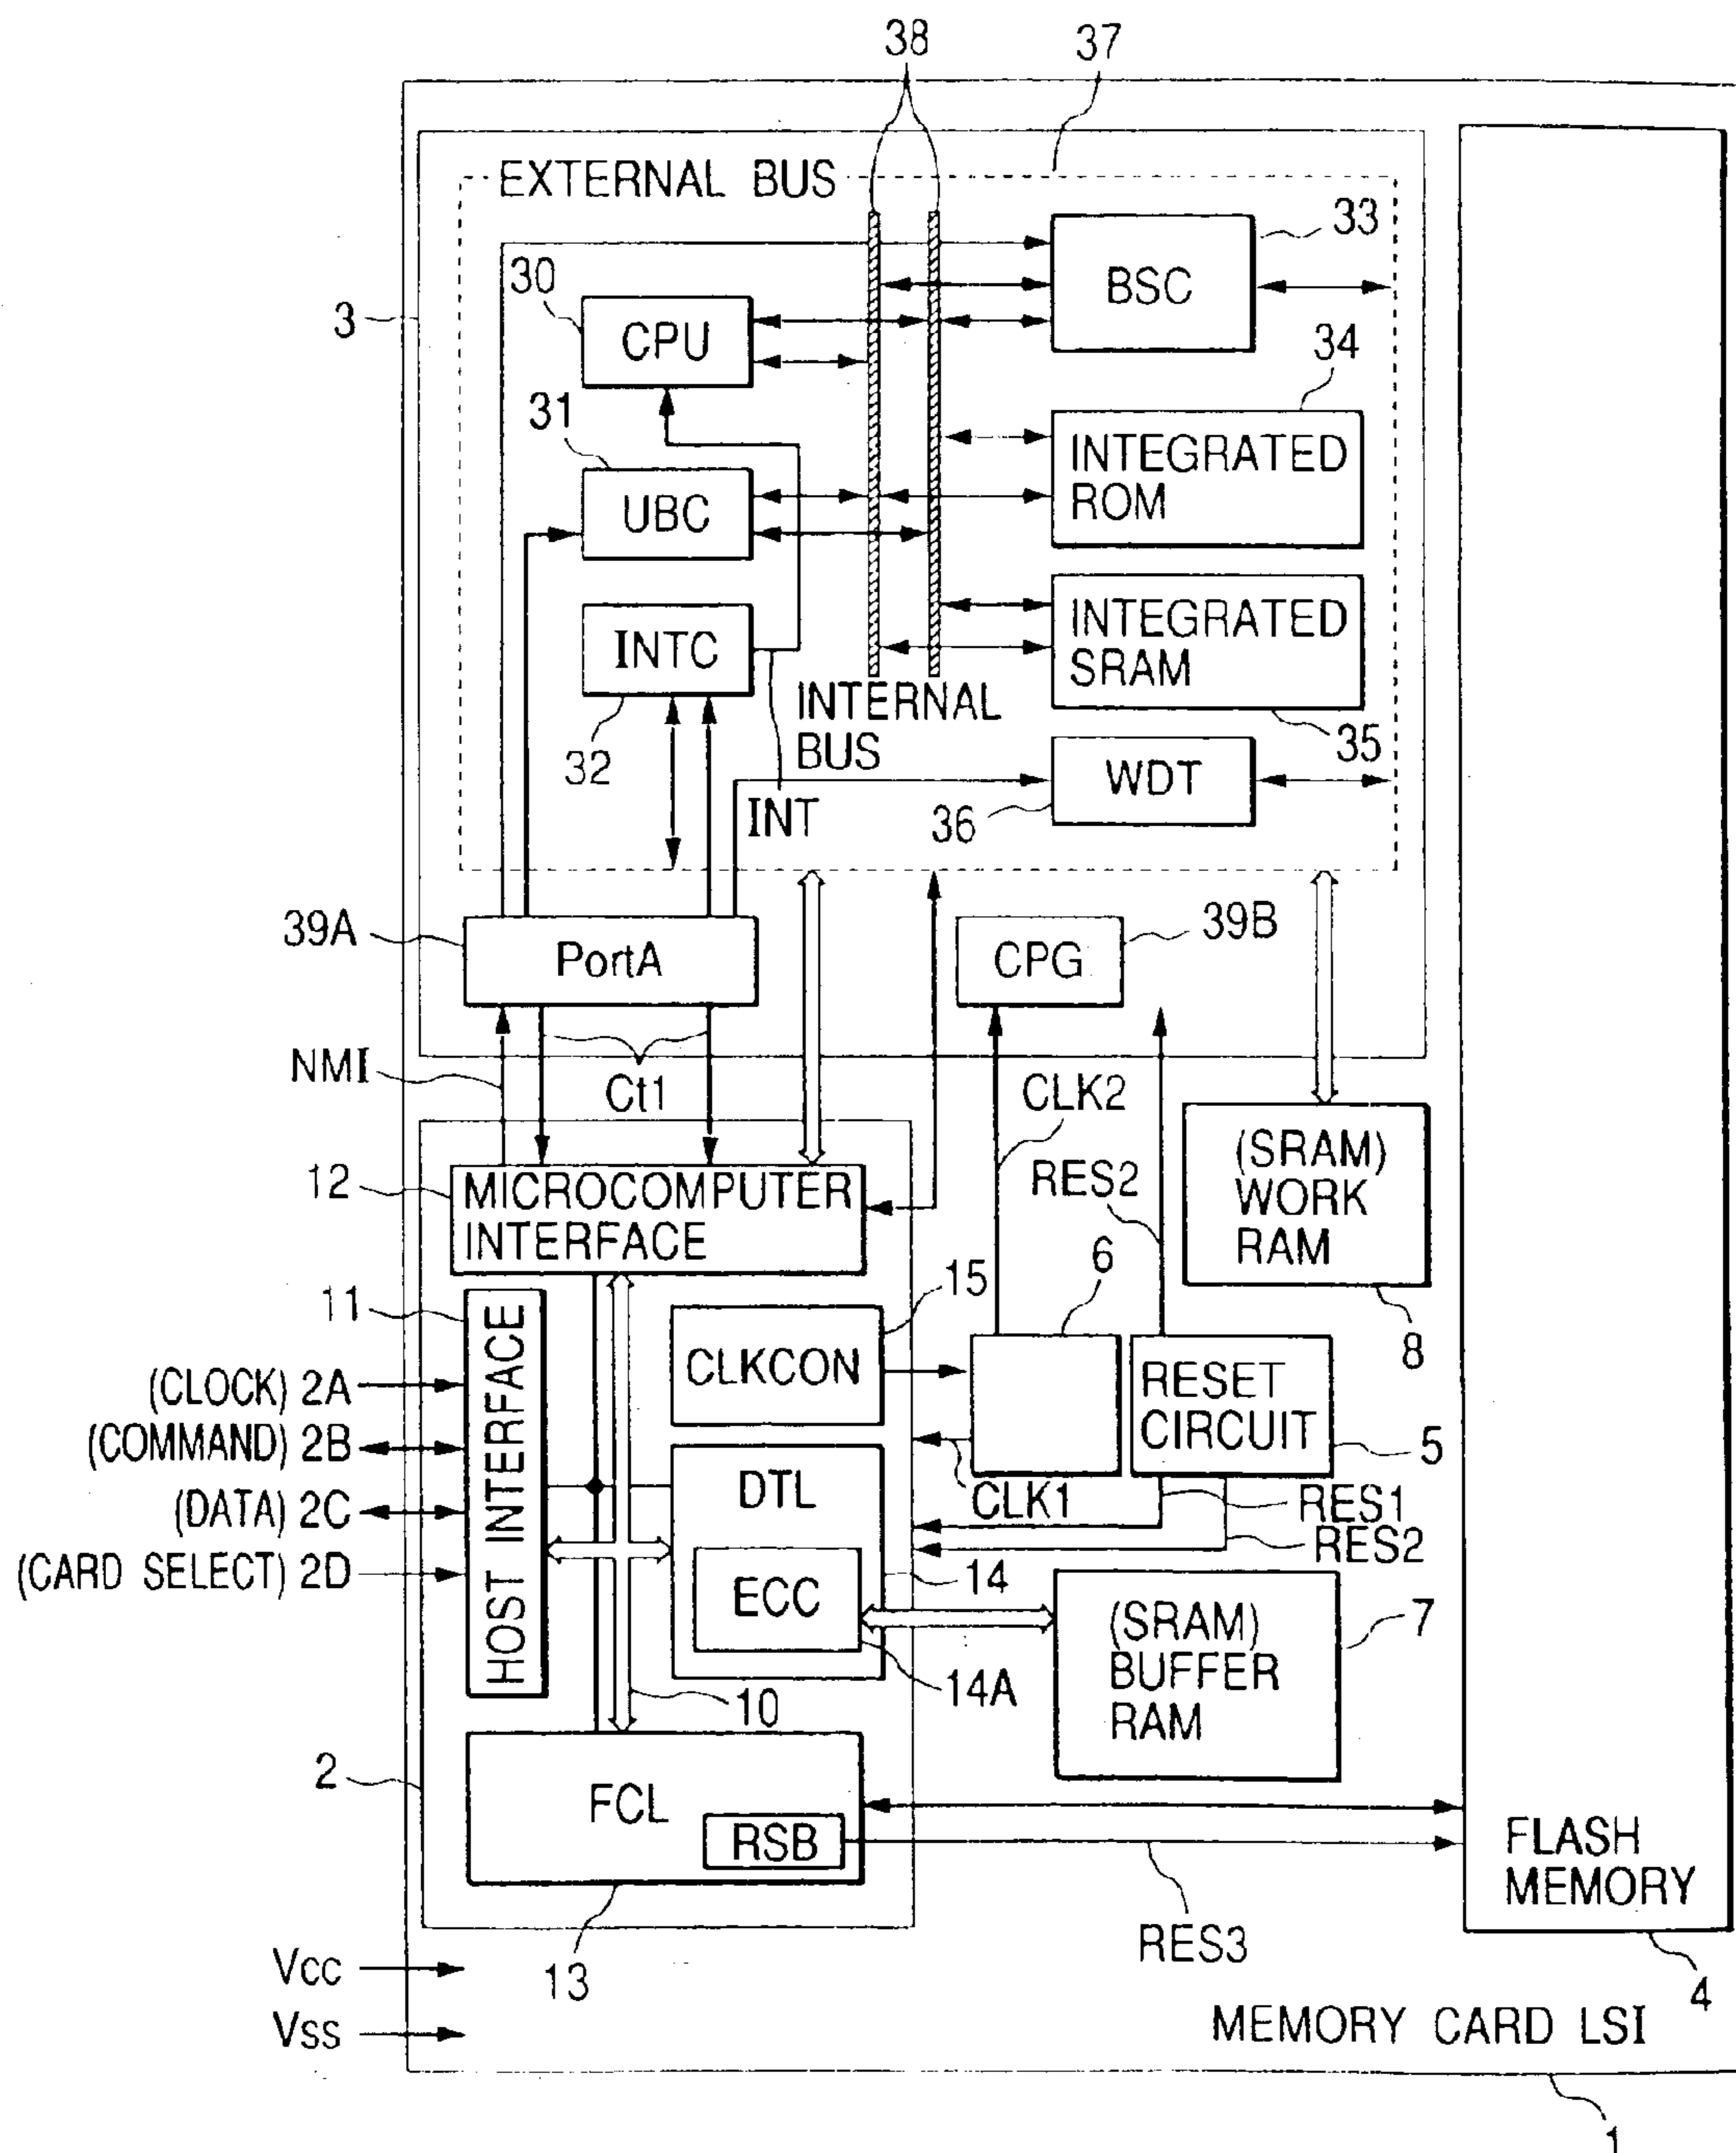 38
37
EXTERNAL BUS
33
BSC
30
3
CPU
34
31
INTEGRATED
ROM
UBC
INTEGRATED
SRAM
INTC
INTERNAL
BUS
35
32
WDT
36
INT
39A
39B
PortA
CPG
NMI
Ct1
CLK2
(SRAM)
WORK
RAM
RES2
12
MICROCOMPUTER
INTERFACE
6
15
11
8
HOST INTERFACE
CLKCON
RESET
CIRCUIT
(CLOCK) 2A
(COMMAND) 2B
5
DTL
CLK1
RES1
(DATA) 2C
RES2
(CARD SELECT) 2D
14
ECC
7
(SRAM)
BUFFER
RAM
14A
10
2
FCL
RSB
FLASH
MEMORY
RES3
Vcc
13
4
Vss
MEMORY CARD LSI
1